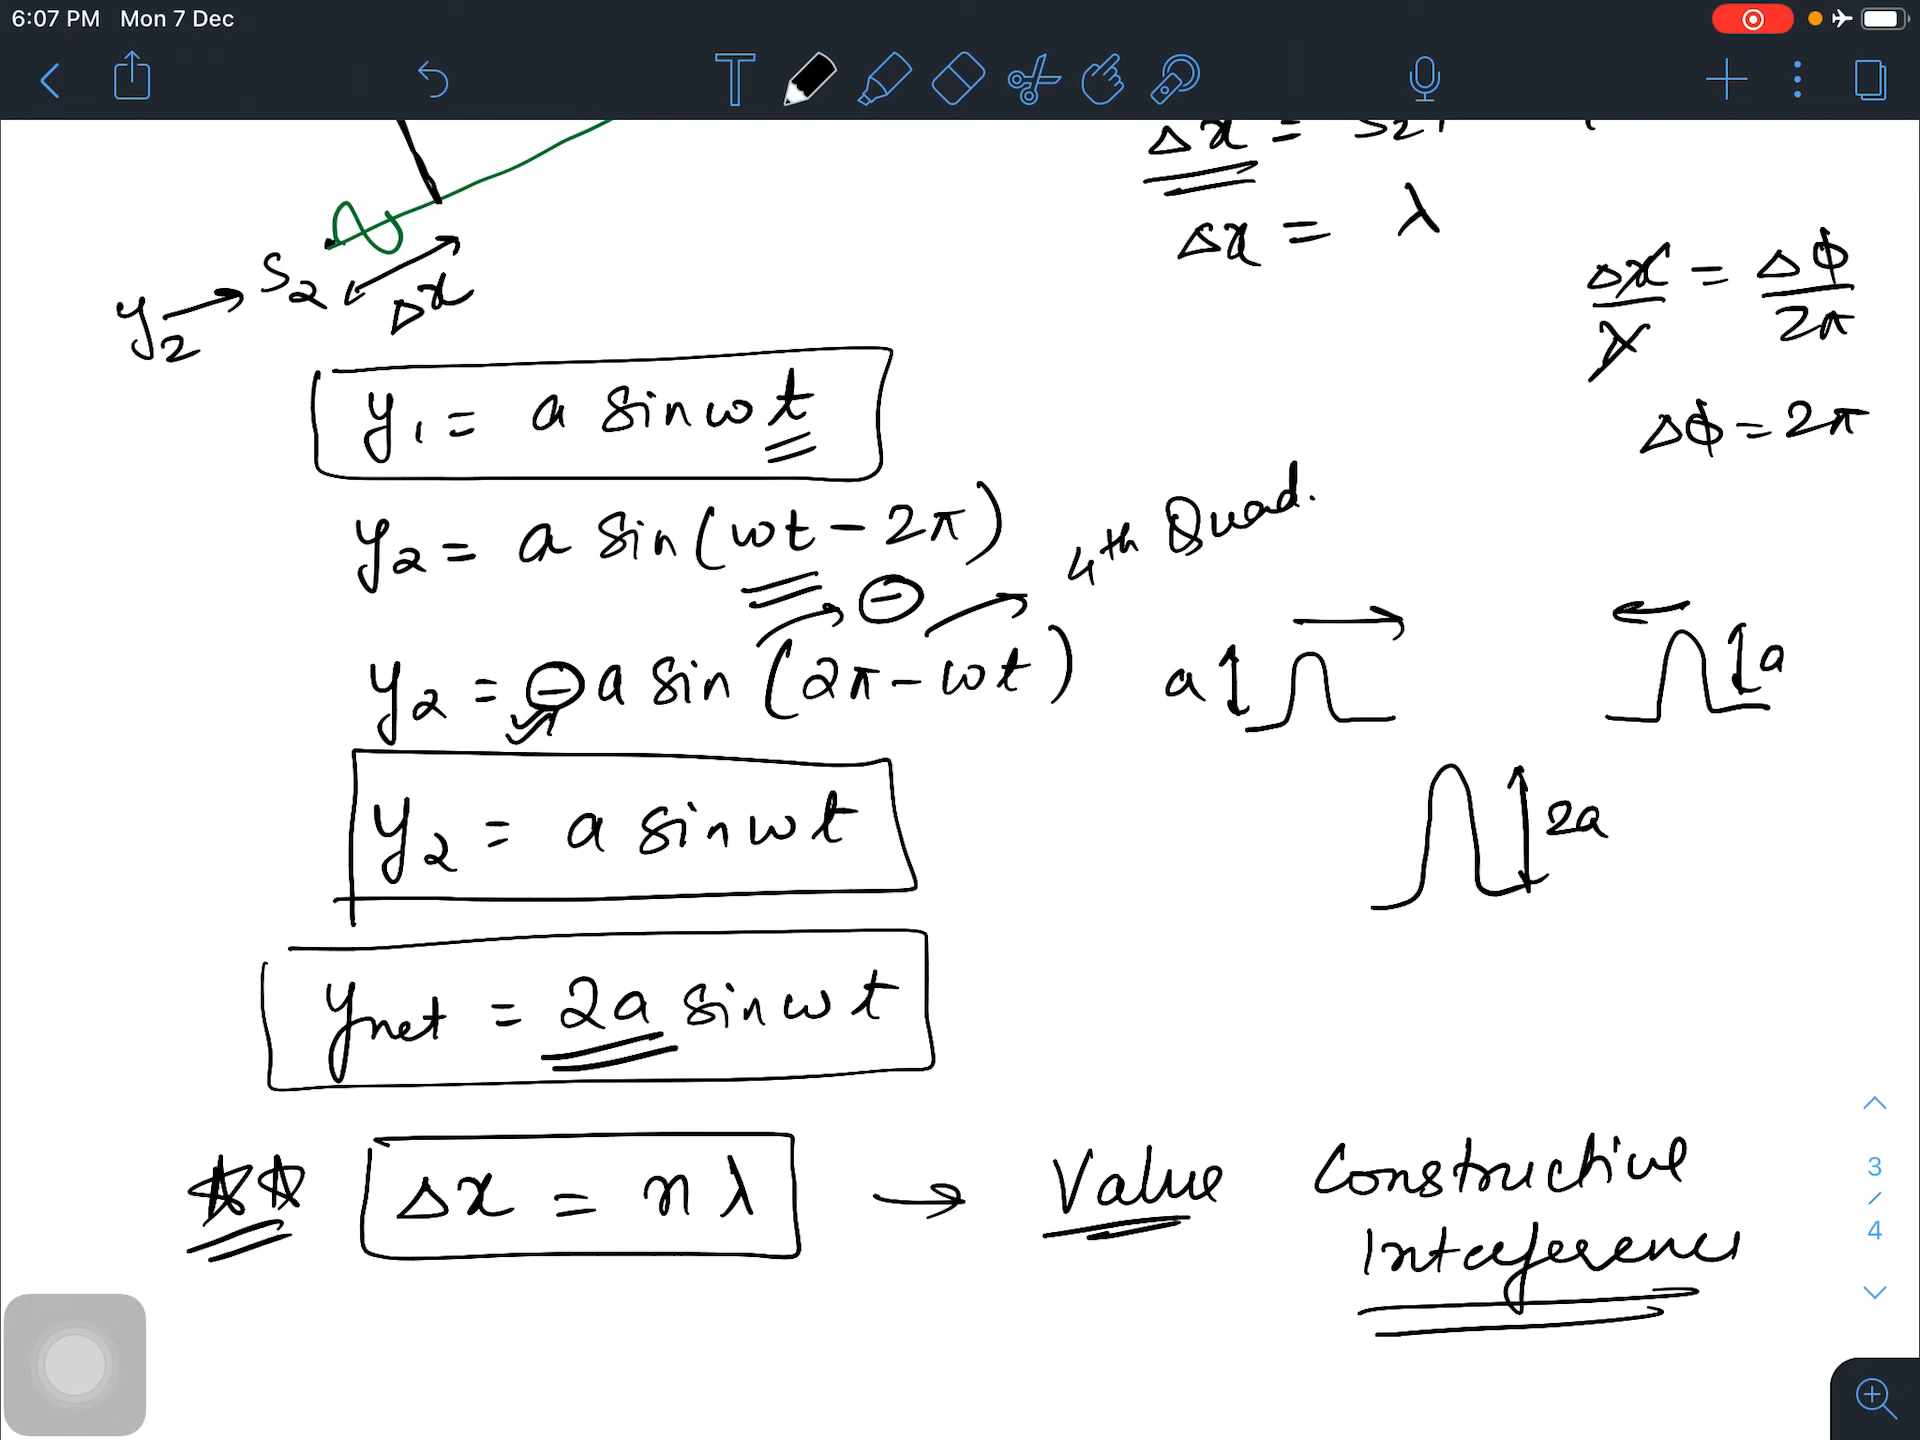 6:07 PM Mon 7 Dec
T
Δx =
Δx = λ
S2
Δx
y2
Δx/λ = Δϕ/2π
Δϕ = 2π
y1 = a sin ωt
y2 = a sin(ωt − 2π)
4th Quad.
−
y2 = − a sin (2π − ωt)
a
a
y2 = a sin ωt
2a
ynet = 2a sin ωt
Δx = nλ → Value Constructive
Interference
3
/
4